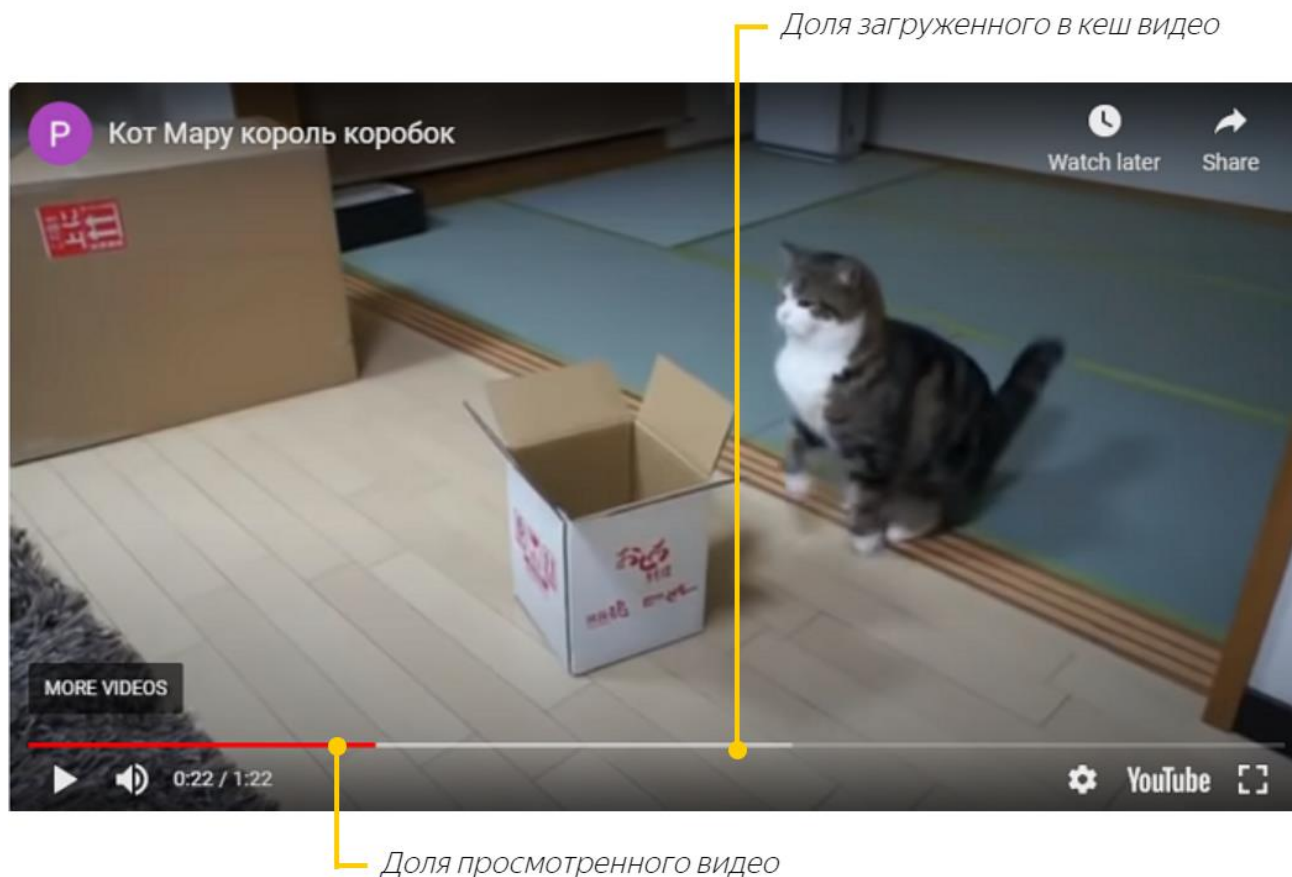 Доля загруженного в кеш видео
P Кот Мару король коробок
Watch later Share
MORE VIDEOS
0:22 / 1:22
YouTube
Доля просмотренного видео